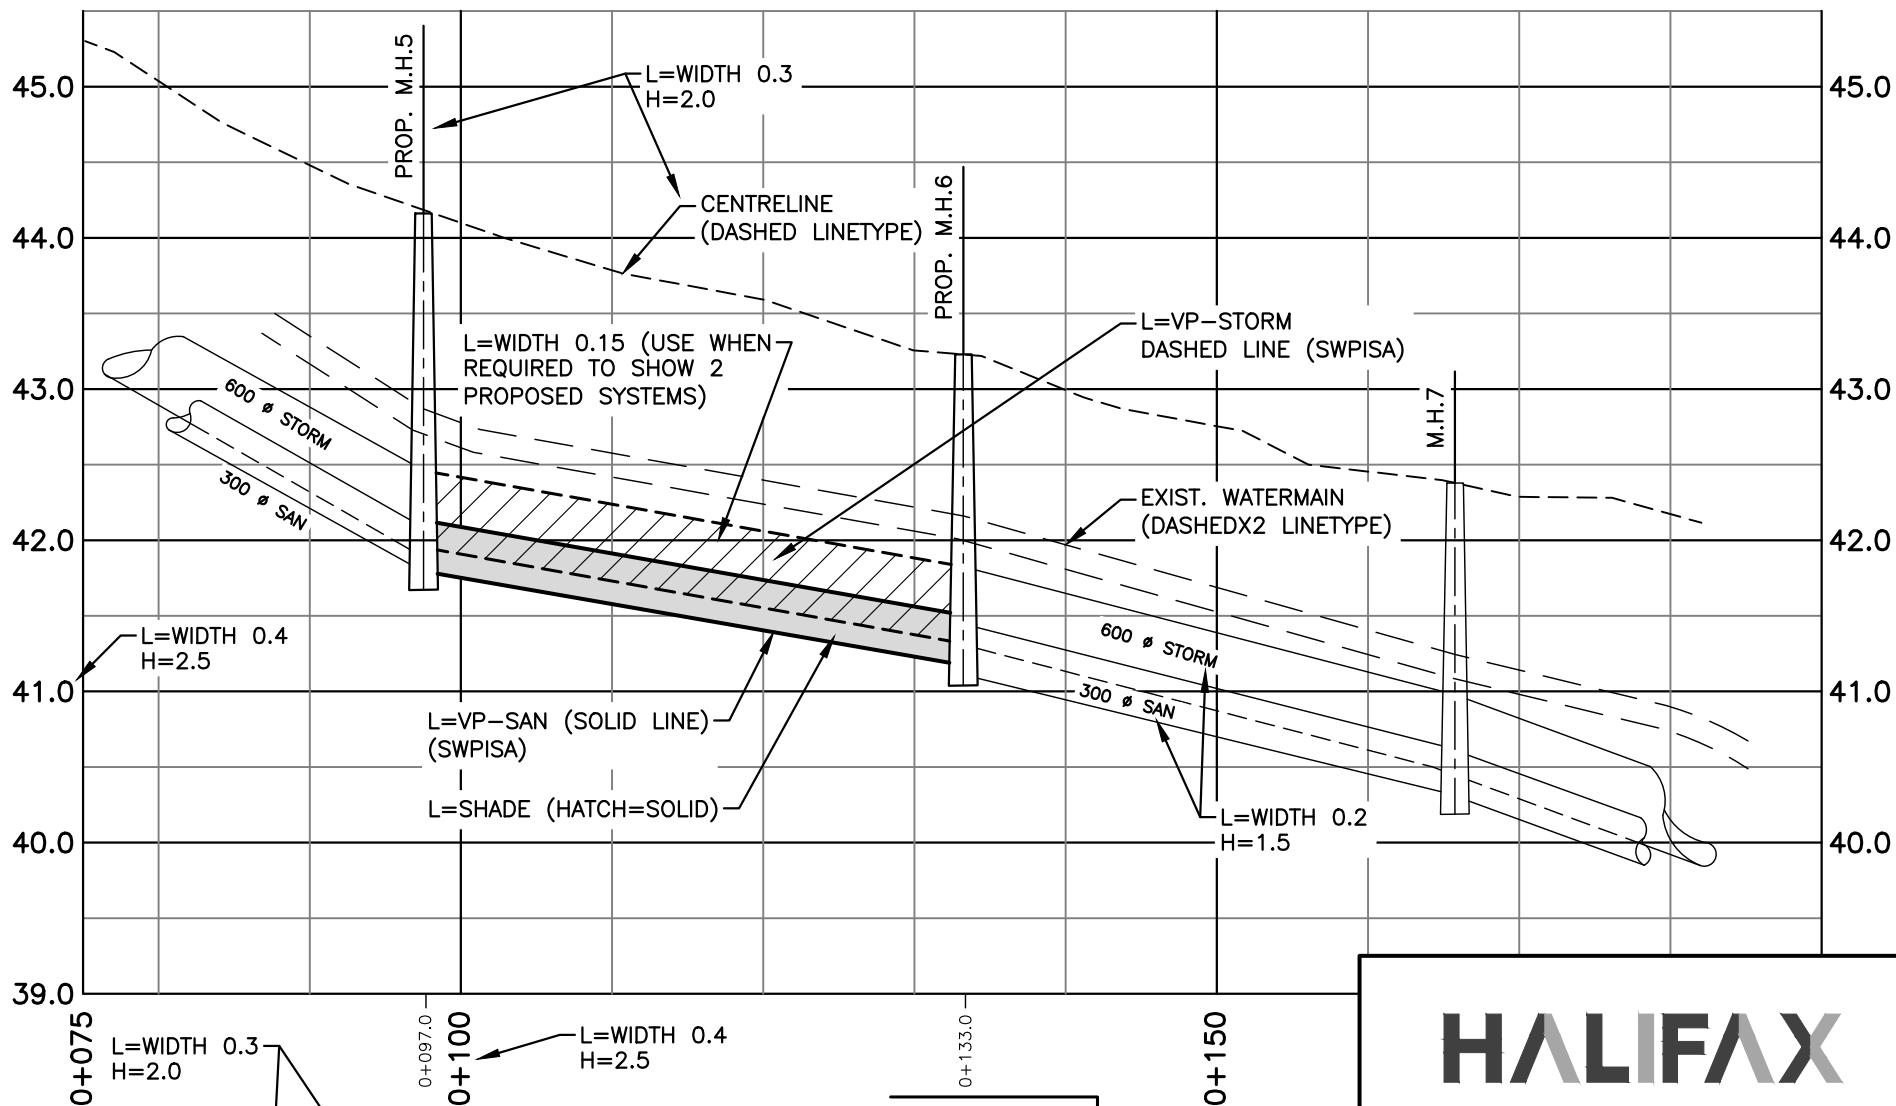 45.0
45.0
PROP. M.H.5
L=WIDTH 0.3
H=2.0
44.0
44.0
CENTRELINE
(DASHED LINETYPE)
PROP. M.H.6
L=WIDTH 0.15 (USE WHEN
REQUIRED TO SHOW 2
PROPOSED SYSTEMS)
L=VP-STORM
DASHED LINE (SWPISA)
43.0
43.0
600 ø STORM
M.H.7
300 ø SAN
EXIST. WATERMAIN
(DASHEDX2 LINETYPE)
42.0
42.0
L=WIDTH 0.4
H=2.5
600 ø STORM
41.0
41.0
300 ø SAN
L=VP-SAN (SOLID LINE)
(SWPISA)
L=SHADE (HATCH=SOLID)
L=WIDTH 0.2
H=1.5
40.0
40.0
39.0
0+075
L=WIDTH 0.3
H=2.0
0+097.0
0+100
L=WIDTH 0.4
H=2.5
0+133.0
0+150
HALIFAX